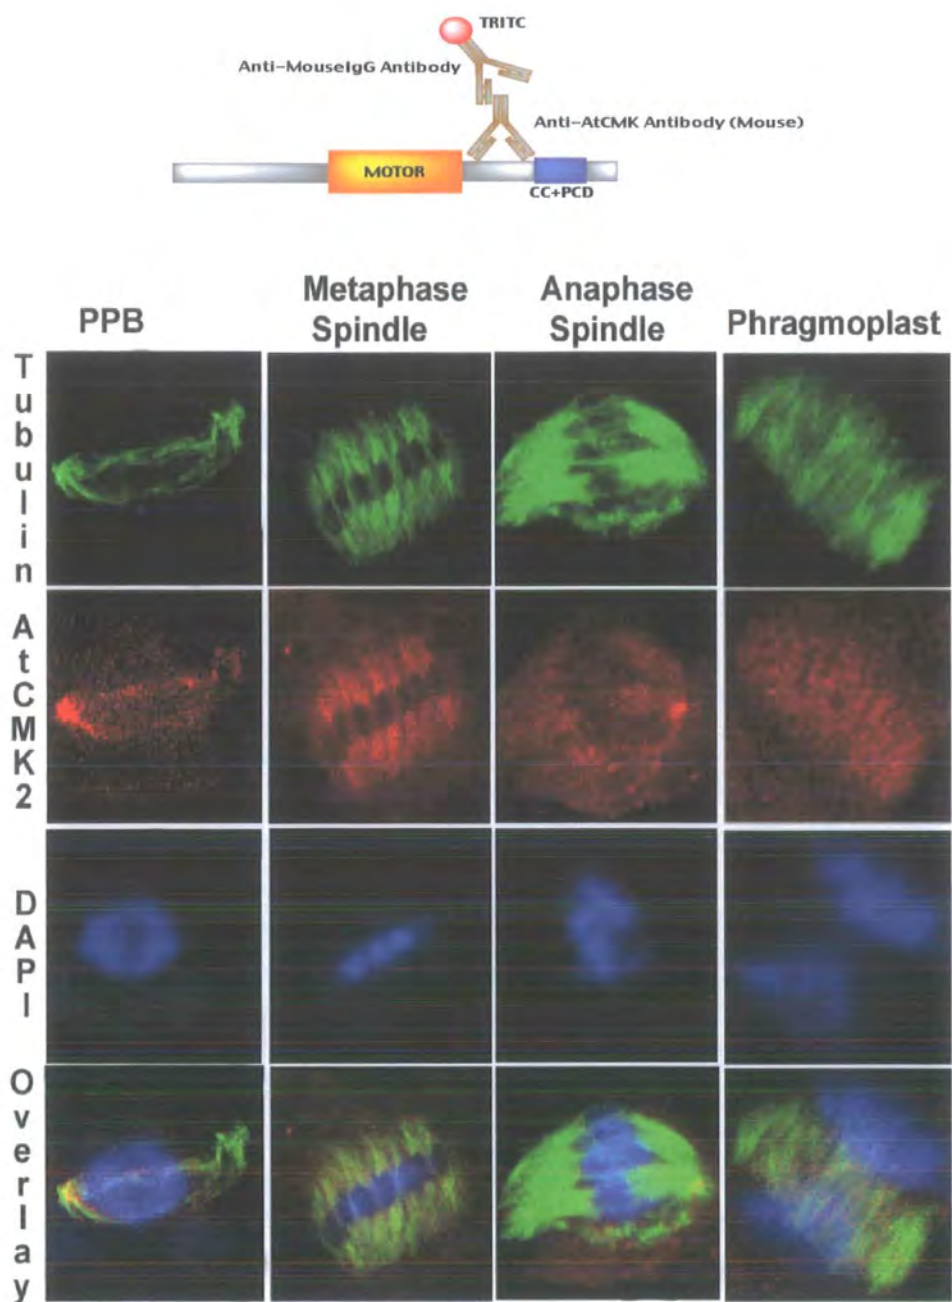 TRITC
Anti-MouseIgG Antibody
Anti-AtCMK Antibody (Mouse)
MOTOR
CC+PCD
PPB
Metaphase
Spindle
Anaphase
Spindle
Phragmoplast
Tubulin
AtCMK2
DAPI
Overlay